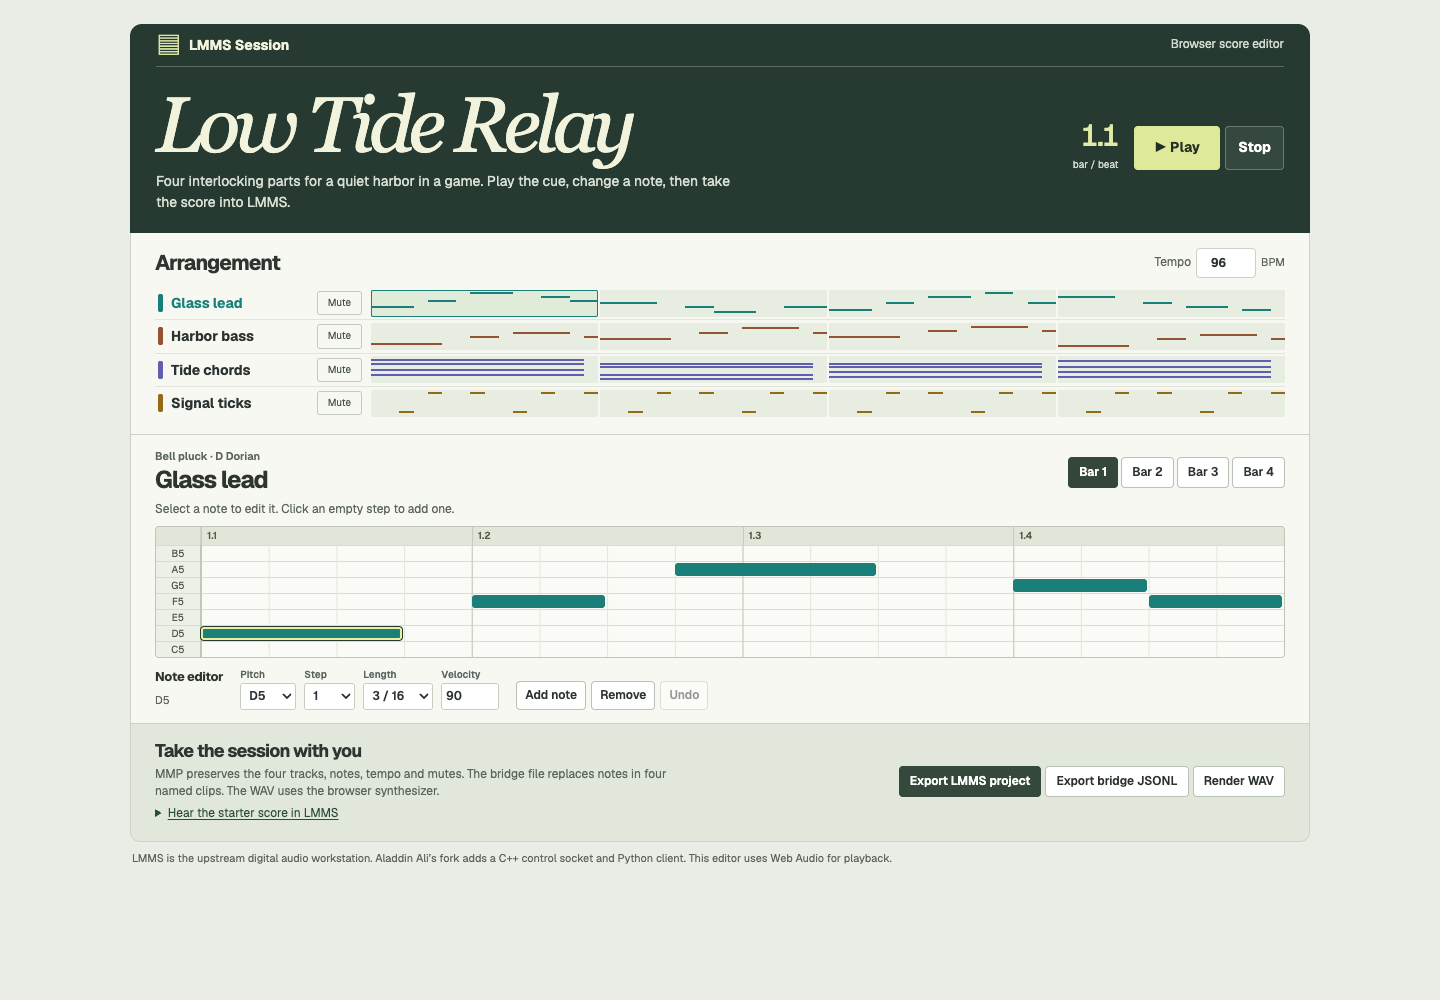 LMMS Session
Browser score editor
Low Tide Relay
Four interlocking parts for a quiet harbor in a game. Play the cue, change a note, then take
the score into LMMS.
1.1
bar / beat
▶ Play
Stop
Arrangement
Tempo 96 BPM
Glass lead Mute
Harbor bass Mute
Tide chords Mute
Signal ticks Mute
Bell pluck · D Dorian
Glass lead
Bar 1 Bar 2 Bar 3 Bar 4
Select a note to edit it. Click an empty step to add one.
1.1 1.2 1.3 1.4
B5
A5
G5
F5
E5
D5
C5
Note editor
D5
Pitch Step Length Velocity
D5 1 3 / 16 90
Add note Remove Undo
Take the session with you
MMP preserves the four tracks, notes, tempo and mutes. The bridge file replaces notes in four
named clips. The WAV uses the browser synthesizer.
▶ Hear the starter score in LMMS
Export LMMS project Export bridge JSONL Render WAV
LMMS is the upstream digital audio workstation. Aladdin Ali's fork adds a C++ control socket and Python client. This editor uses Web Audio for playback.